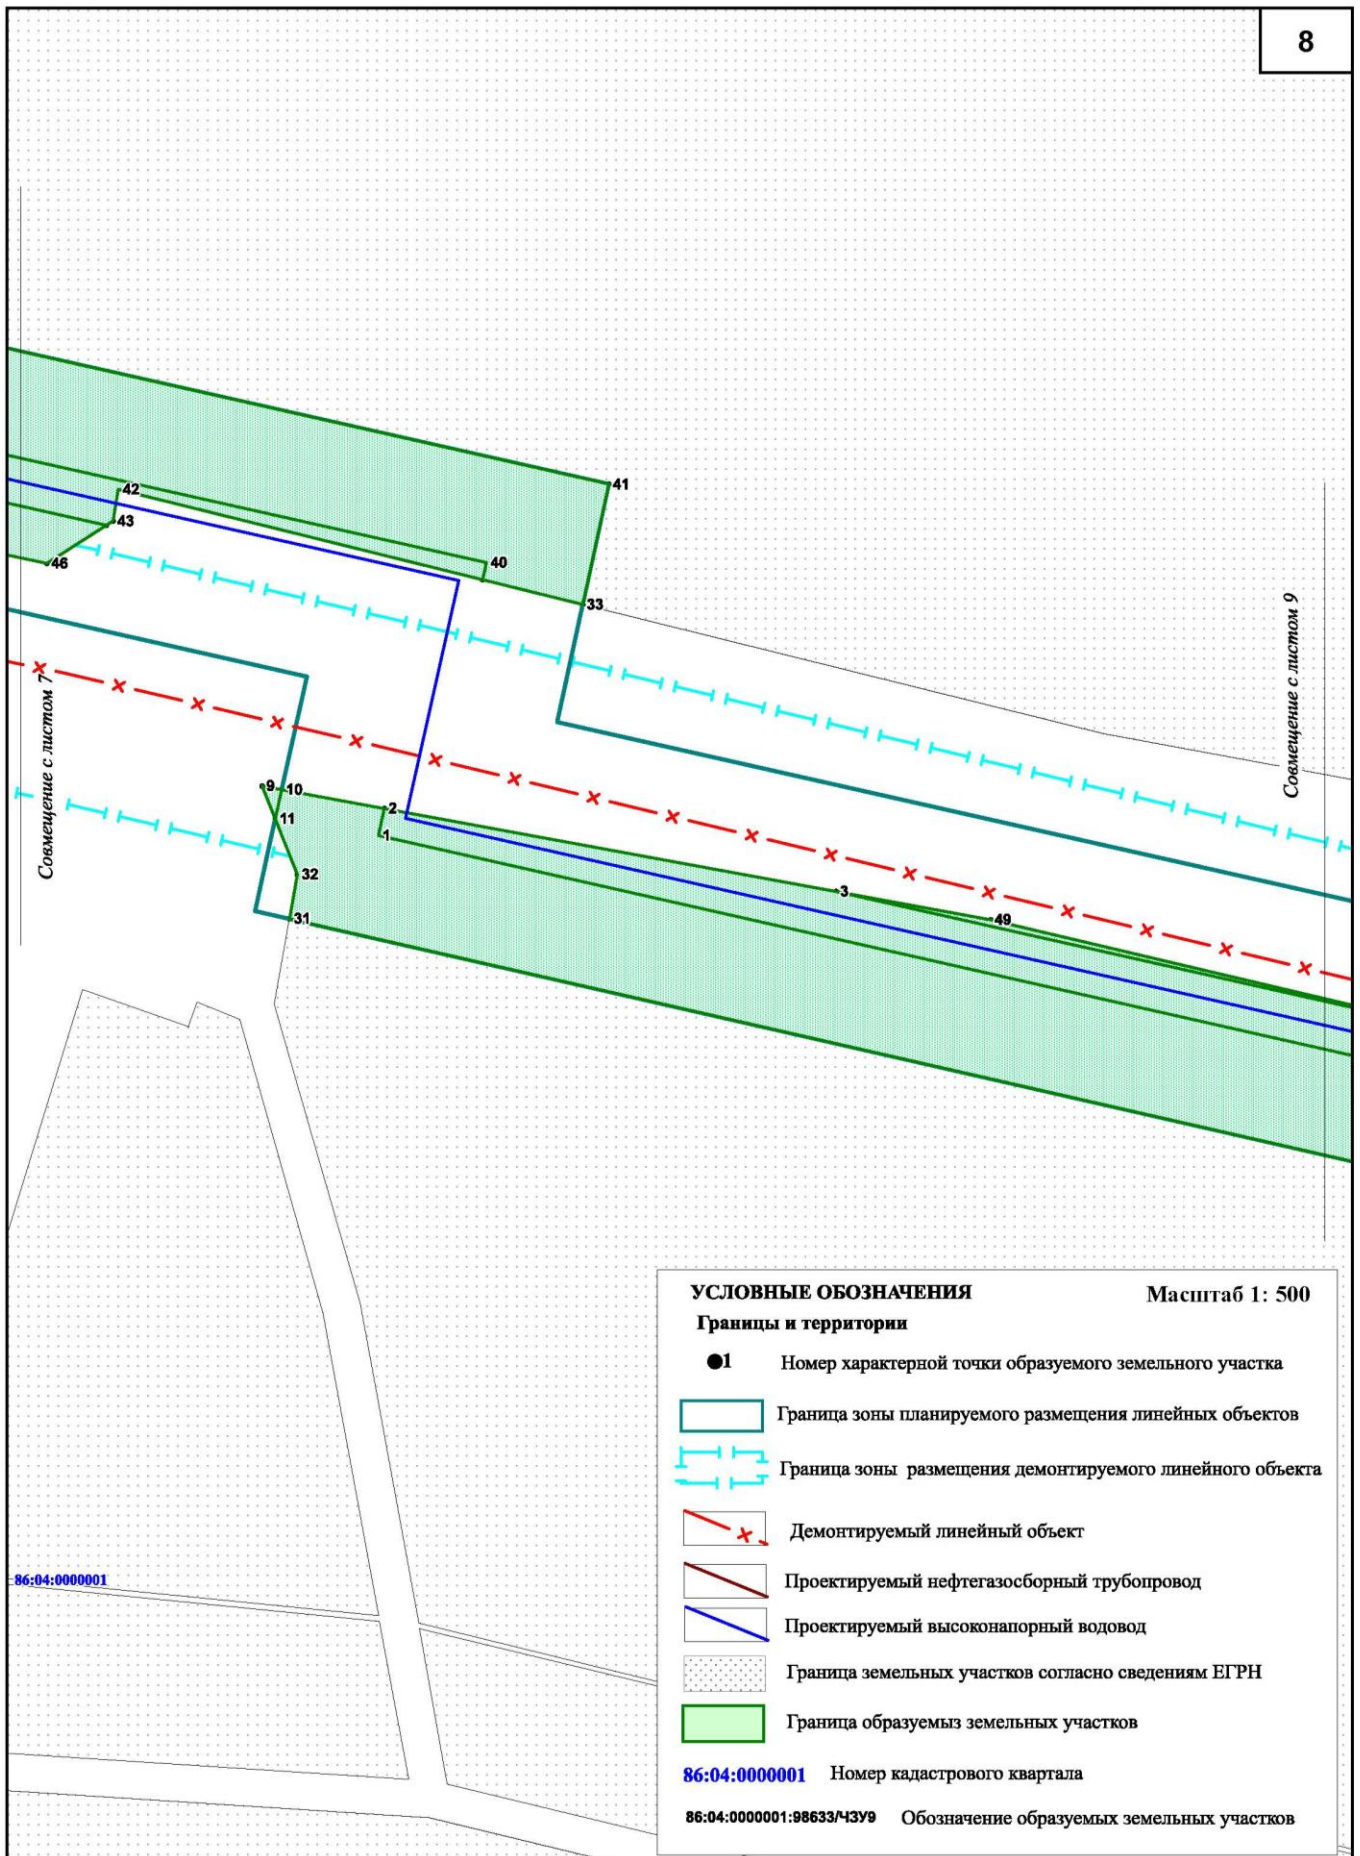 8
41
42
43
40
46
33
Совмещение с листом 7
Совмещение с листом 9
9
10
2
11
1
32
3
31
49
УСЛОВНЫЕ ОБОЗНАЧЕНИЯ Масштаб 1: 500
Границы и территории
1 Номер характерной точки образуемого земельного участка
Граница зоны планируемого размещения линейных объектов
Граница зоны размещения демонтируемого линейного объекта
Демонтируемый линейный объект
Проектируемый нефтегазосборный трубопровод
Проектируемый высоконапорный водовод
Граница земельных участков согласно сведениям ЕГРН
Граница образуемыз земельных участков
86:04:0000001 Номер кадастрового квартала
86:04:0000001:98633/ЧЗУ9 Обозначение образуемых земельных участков
86:04:0000001